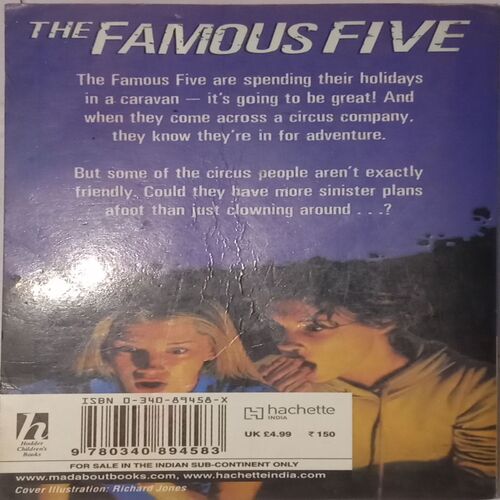 THE FAMOUS FIVE
The Famous Five are spending their holidays
in a caravan – it's going to be great! And
when they come across a circus company,
they know they're in for adventure.
But some of the circus people aren't exactly
friendly. Could they have more sinister plans
afoot than just clowning around . . .?
ISBN 0-340-89458-X
9 780340 894583
h
Hodder
Children's
Books
hachette
INDIA
UK £4.99 ₹ 150
FOR SALE IN THE INDIAN SUB-CONTINENT ONLY
www.madaboutbooks.com, www.hachetteindia.com
Cover Illustration: Richard Jones